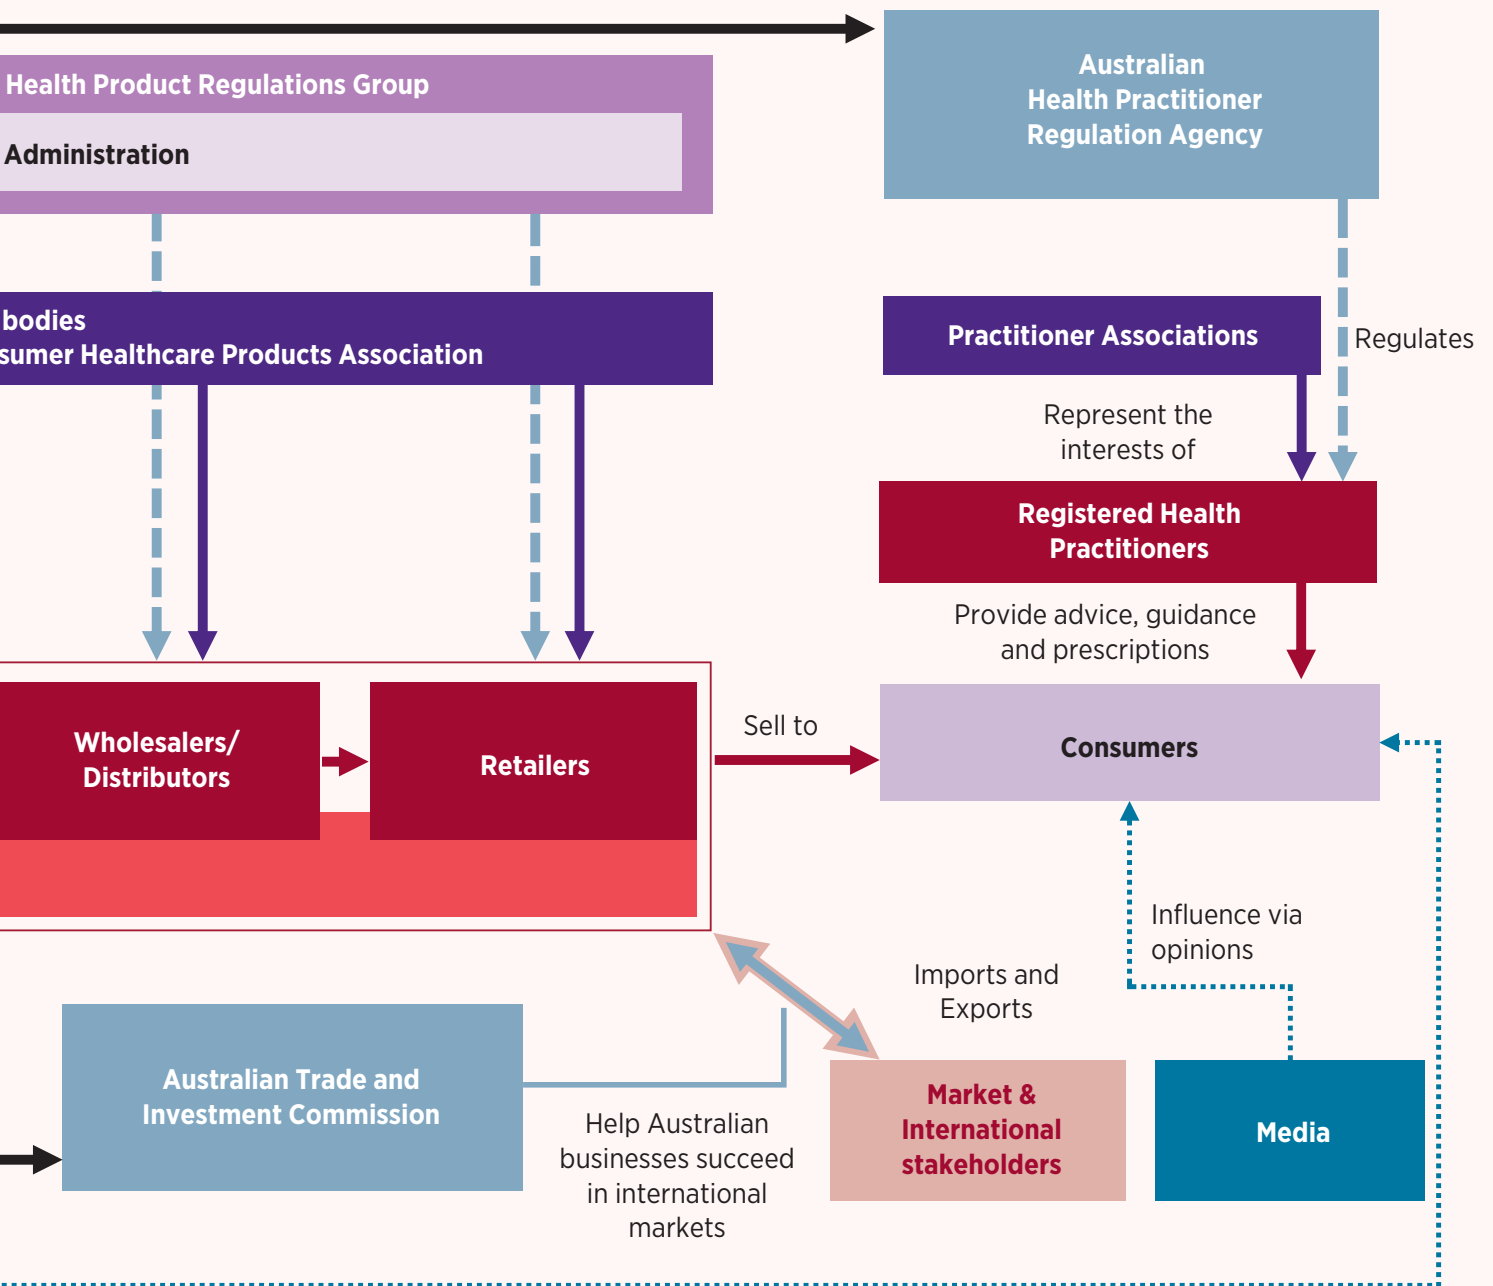 Australian
Health Practitioner
Regulation Agency
Health Product Regulations Group
Administration
bodies
sumer Healthcare Products Association
Practitioner Associations
Regulates
Represent the
interests of
Registered Health
Practitioners
Provide advice, guidance
and prescriptions
Wholesalers/
Distributors
Retailers
Sell to
Consumers
Influence via
opinions
Imports and
Exports
Australian Trade and
Investment Commission
Help Australian
businesses succeed
in international
markets
Market &
International
stakeholders
Media